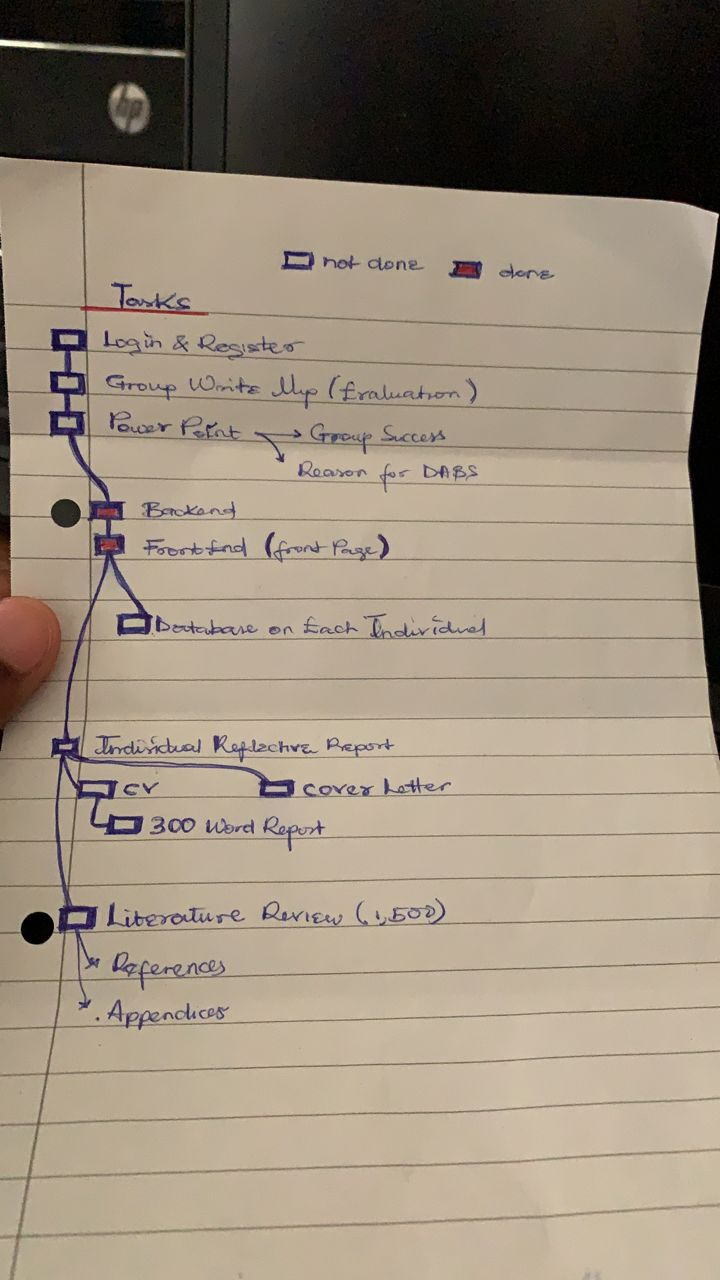 hp
not done done
Tasks
Login & Register
Group Write Up (Evaluation)
Power Point → Group Success
Reason for DABS
Backend
Frontend (front Page)
Database on Each Individual
Individual Reflective Report
CV cover Letter
300 Word Report
Literature Review (1,500)
References
. Appendices